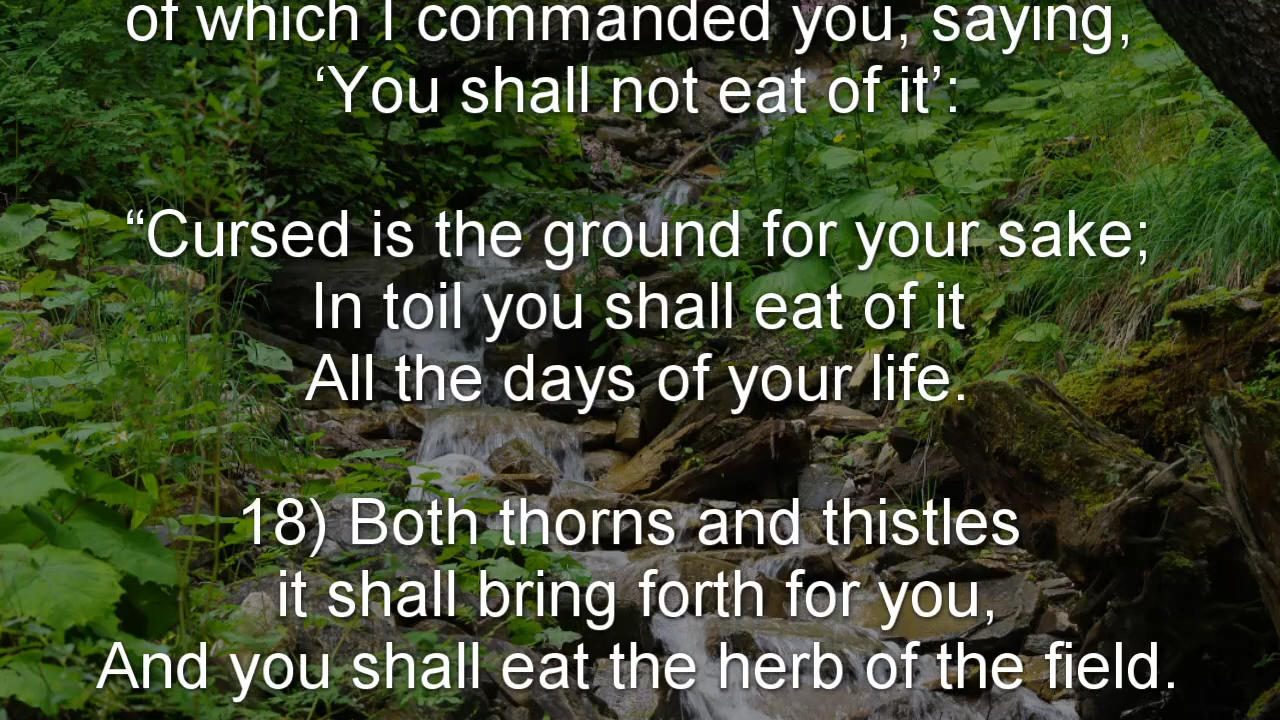 of which I commanded you, saying,
‘You shall not eat of it’:
“Cursed is the ground for your sake;
In toil you shall eat of it
All the days of your life.
18) Both thorns and thistles
it shall bring forth for you,
And you shall eat the herb of the field.